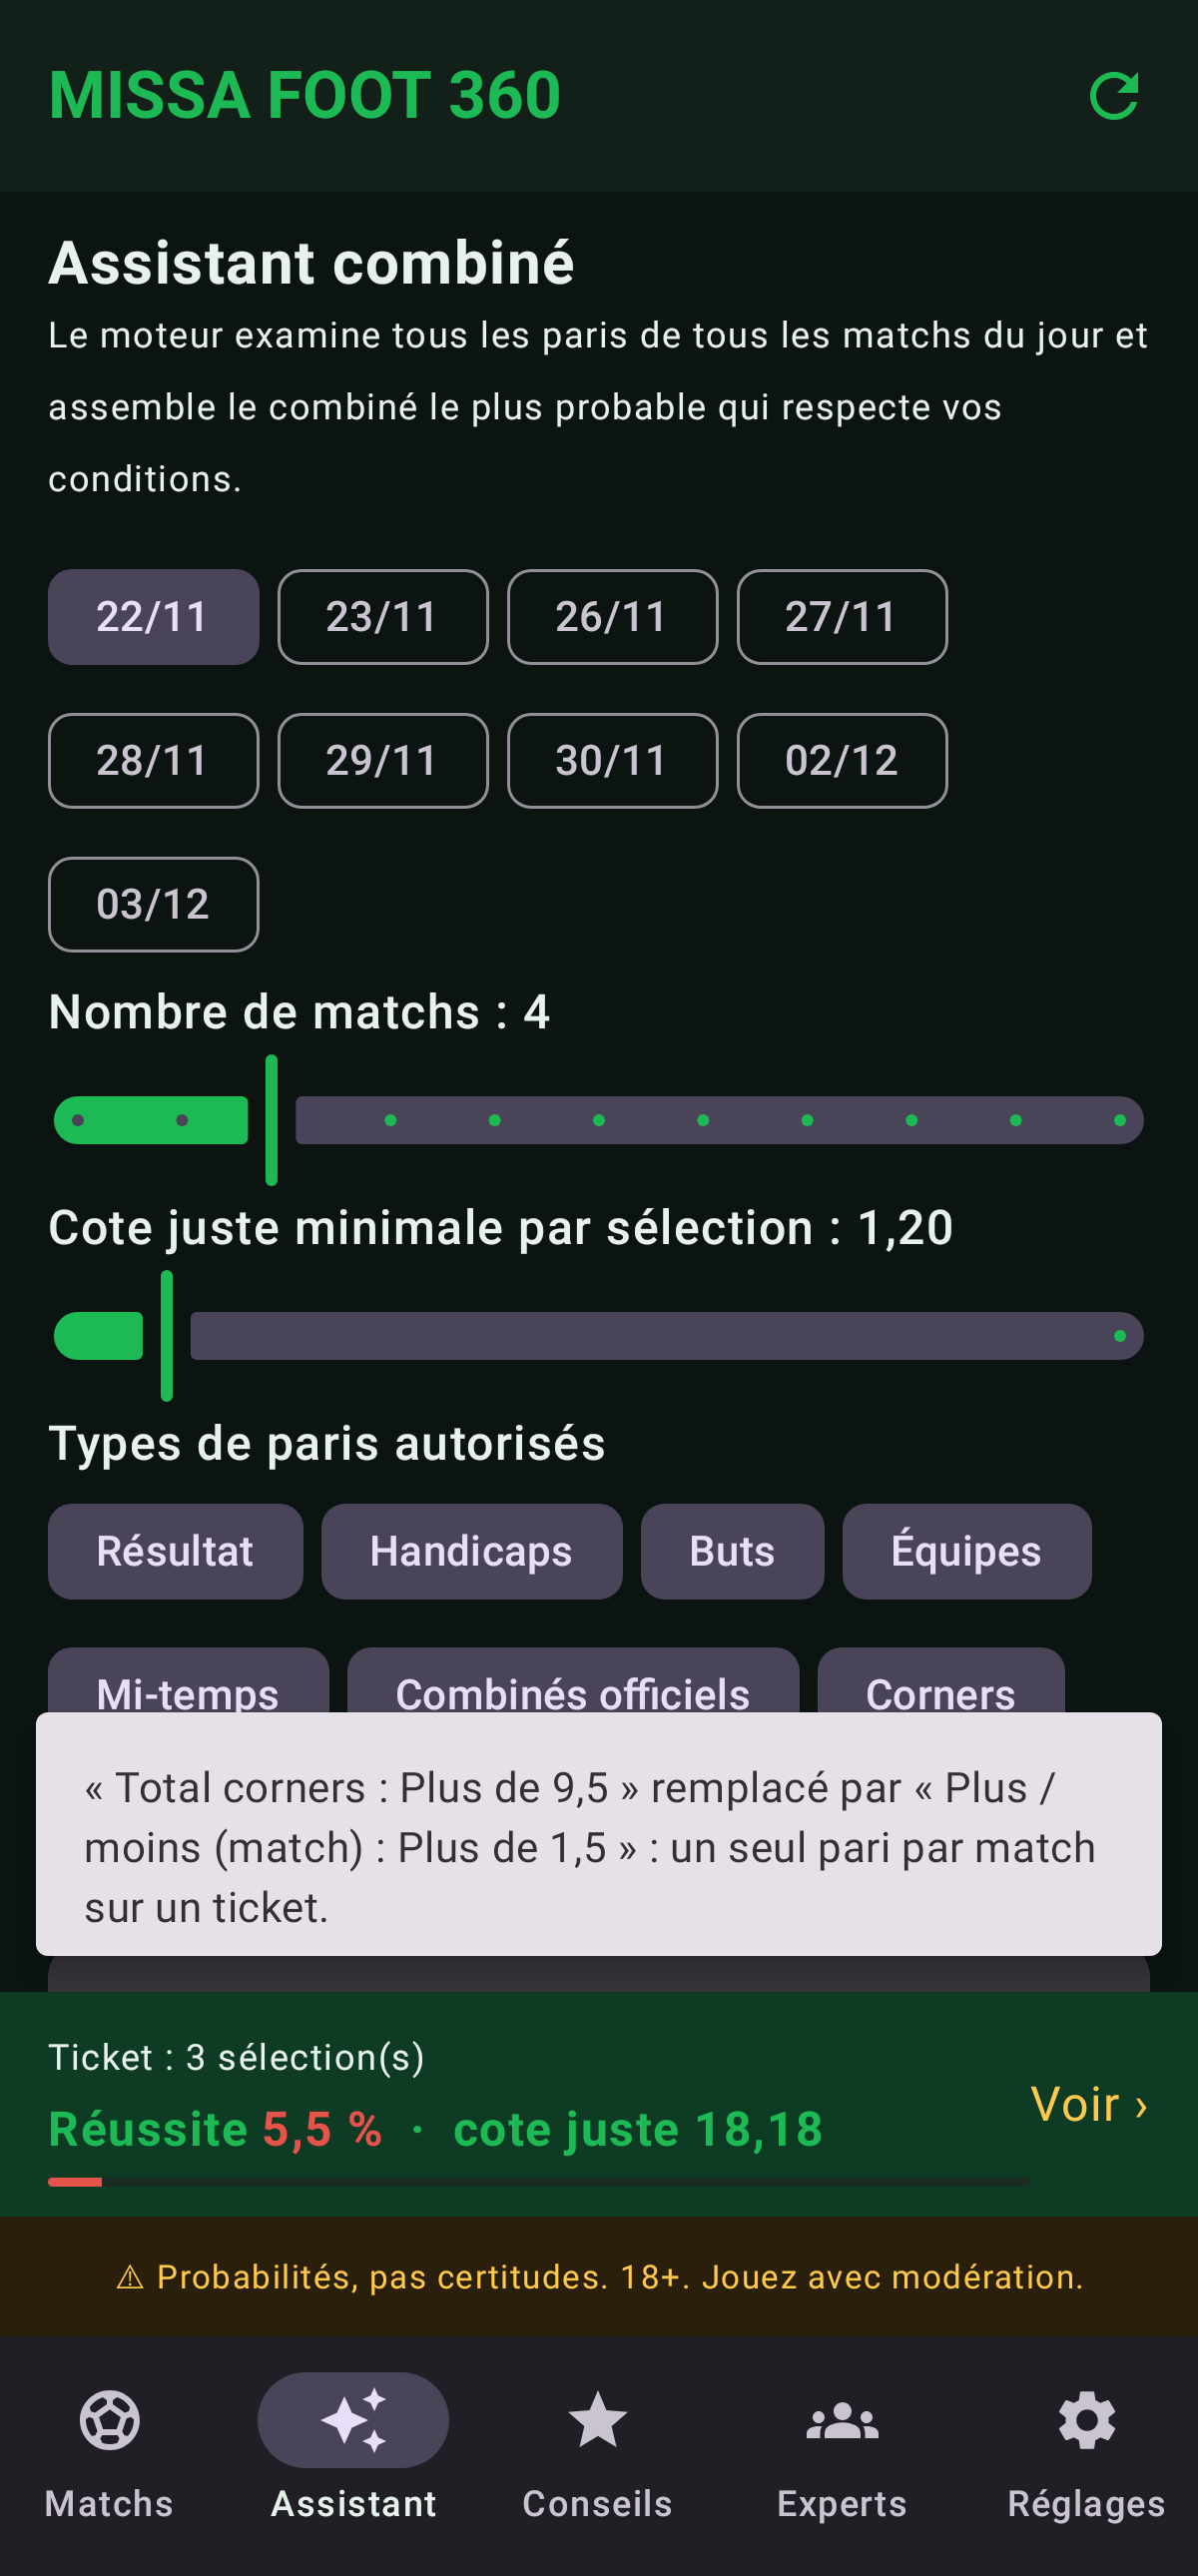 MISSA FOOT 360
Assistant combiné
Le moteur examine tous les paris de tous les matchs du jour et
assemble le combiné le plus probable qui respecte vos
conditions.
22/11 23/11 26/11 27/11
28/11 29/11 30/11 02/12
03/12
Nombre de matchs : 4
Cote juste minimale par sélection : 1,20
Types de paris autorisés
Résultat Handicaps Buts Équipes
Mi-temps Combinés officiels Corners
« Total corners : Plus de 9,5 » remplacé par « Plus /
moins (match) : Plus de 1,5 » : un seul pari par match
sur un ticket.
Ticket : 3 sélection(s)
Réussite 5,5 % · cote juste 18,18
Voir ›
⚠ Probabilités, pas certitudes. 18+. Jouez avec modération.
Matchs Assistant Conseils Experts Réglages